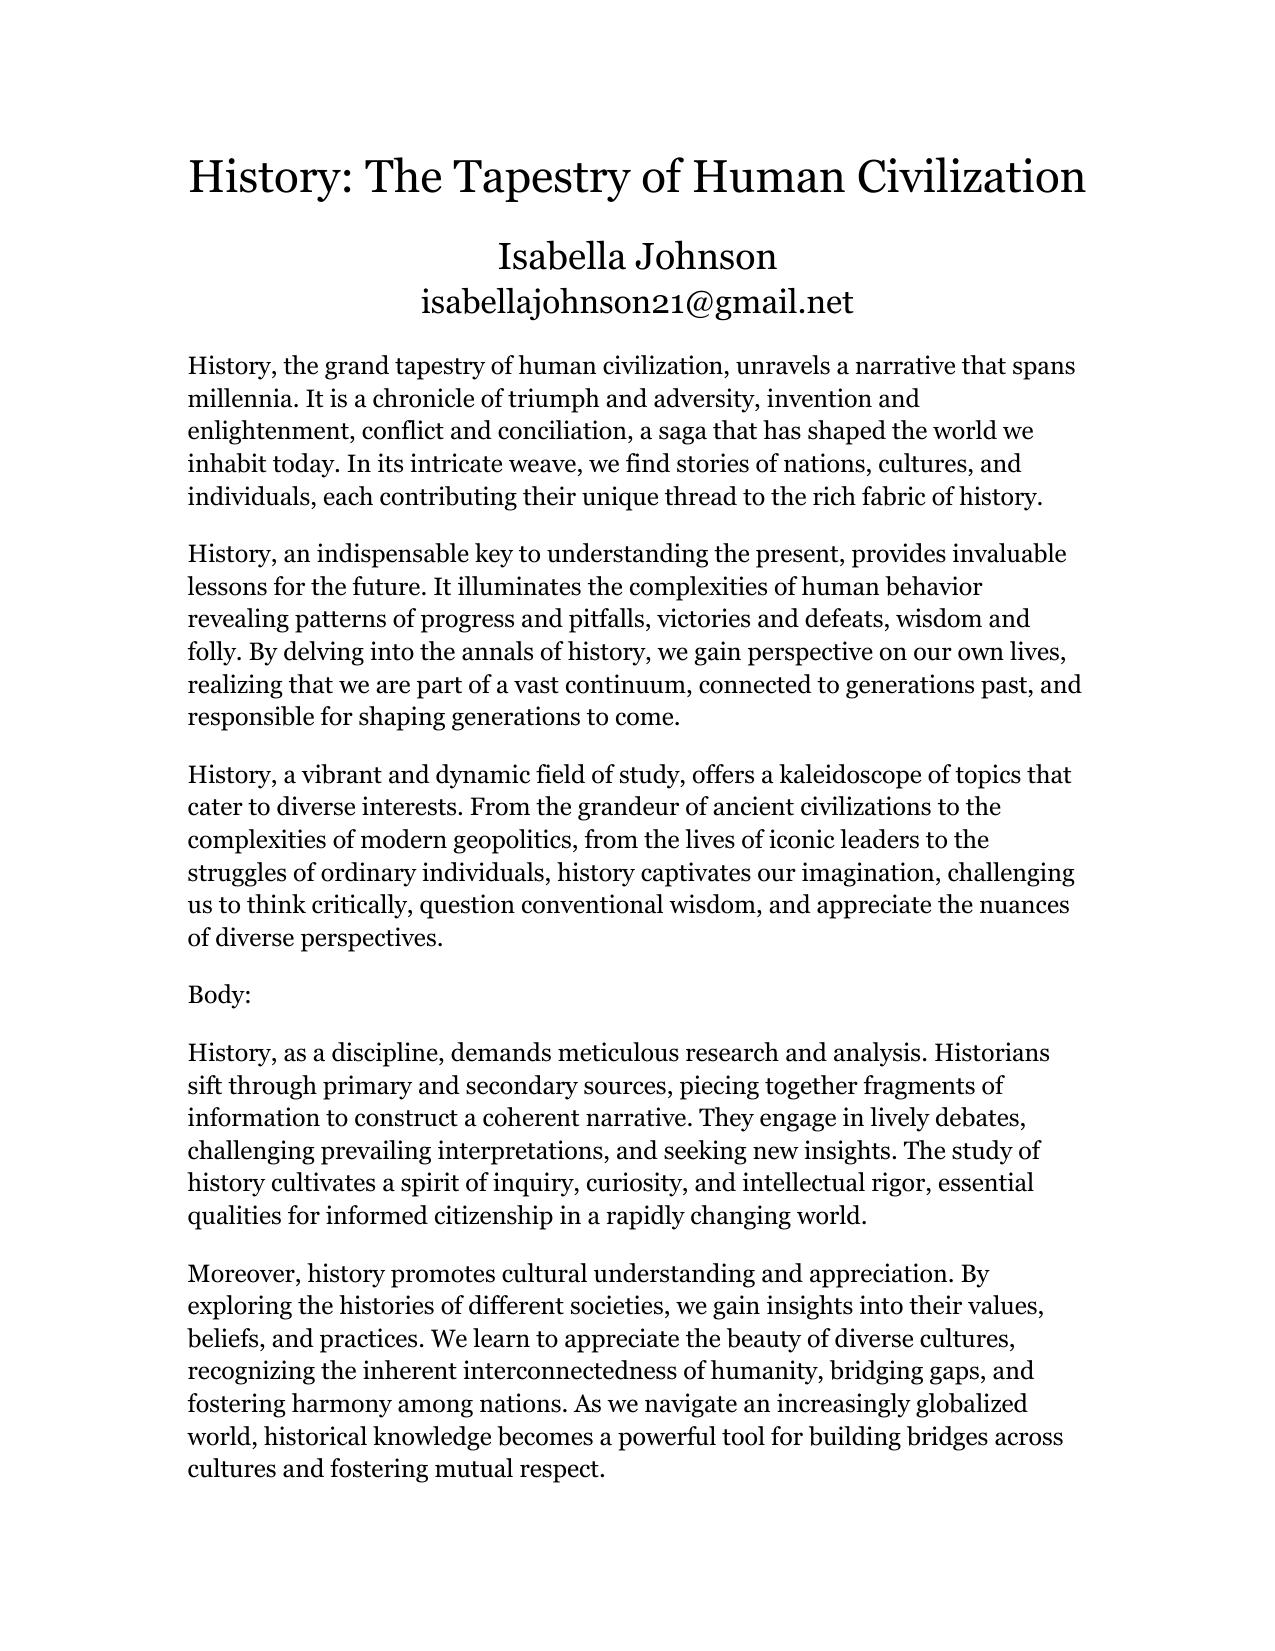 History: The Tapestry of Human Civilization
Isabella Johnson
isabellajohnson21@gmail.net
History, the grand tapestry of human civilization, unravels a narrative that spans
millennia. It is a chronicle of triumph and adversity, invention and
enlightenment, conflict and conciliation, a saga that has shaped the world we
inhabit today. In its intricate weave, we find stories of nations, cultures, and
individuals, each contributing their unique thread to the rich fabric of history.
History, an indispensable key to understanding the present, provides invaluable
lessons for the future. It illuminates the complexities of human behavior
revealing patterns of progress and pitfalls, victories and defeats, wisdom and
folly. By delving into the annals of history, we gain perspective on our own lives,
realizing that we are part of a vast continuum, connected to generations past, and
responsible for shaping generations to come.
History, a vibrant and dynamic field of study, offers a kaleidoscope of topics that
cater to diverse interests. From the grandeur of ancient civilizations to the
complexities of modern geopolitics, from the lives of iconic leaders to the
struggles of ordinary individuals, history captivates our imagination, challenging
us to think critically, question conventional wisdom, and appreciate the nuances
of diverse perspectives.
Body:
History, as a discipline, demands meticulous research and analysis. Historians
sift through primary and secondary sources, piecing together fragments of
information to construct a coherent narrative. They engage in lively debates,
challenging prevailing interpretations, and seeking new insights. The study of
history cultivates a spirit of inquiry, curiosity, and intellectual rigor, essential
qualities for informed citizenship in a rapidly changing world.
Moreover, history promotes cultural understanding and appreciation. By
exploring the histories of different societies, we gain insights into their values,
beliefs, and practices. We learn to appreciate the beauty of diverse cultures,
recognizing the inherent interconnectedness of humanity, bridging gaps, and
fostering harmony among nations. As we navigate an increasingly globalized
world, historical knowledge becomes a powerful tool for building bridges across
cultures and fostering mutual respect.